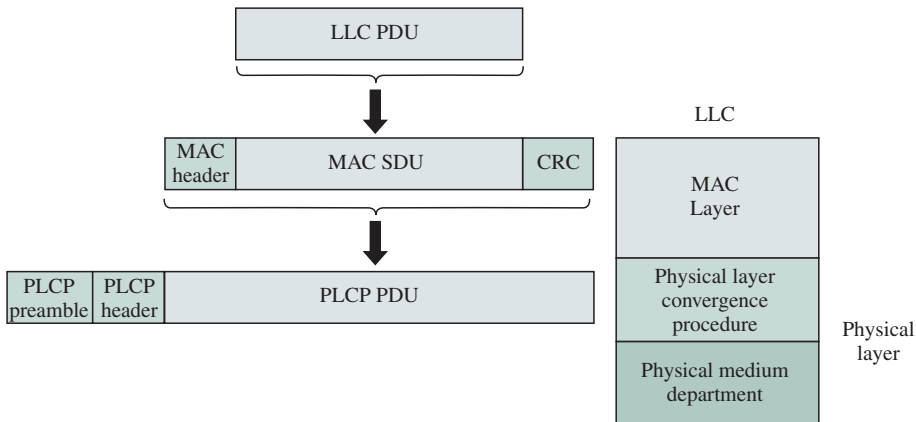 LLC PDU
LLC
MAC
header
MAC SDU
CRC
MAC
Layer
PLCP
preamble
PLCP
header
PLCP PDU
Physical layer
convergence
procedure
Physical
layer
Physical medium
department